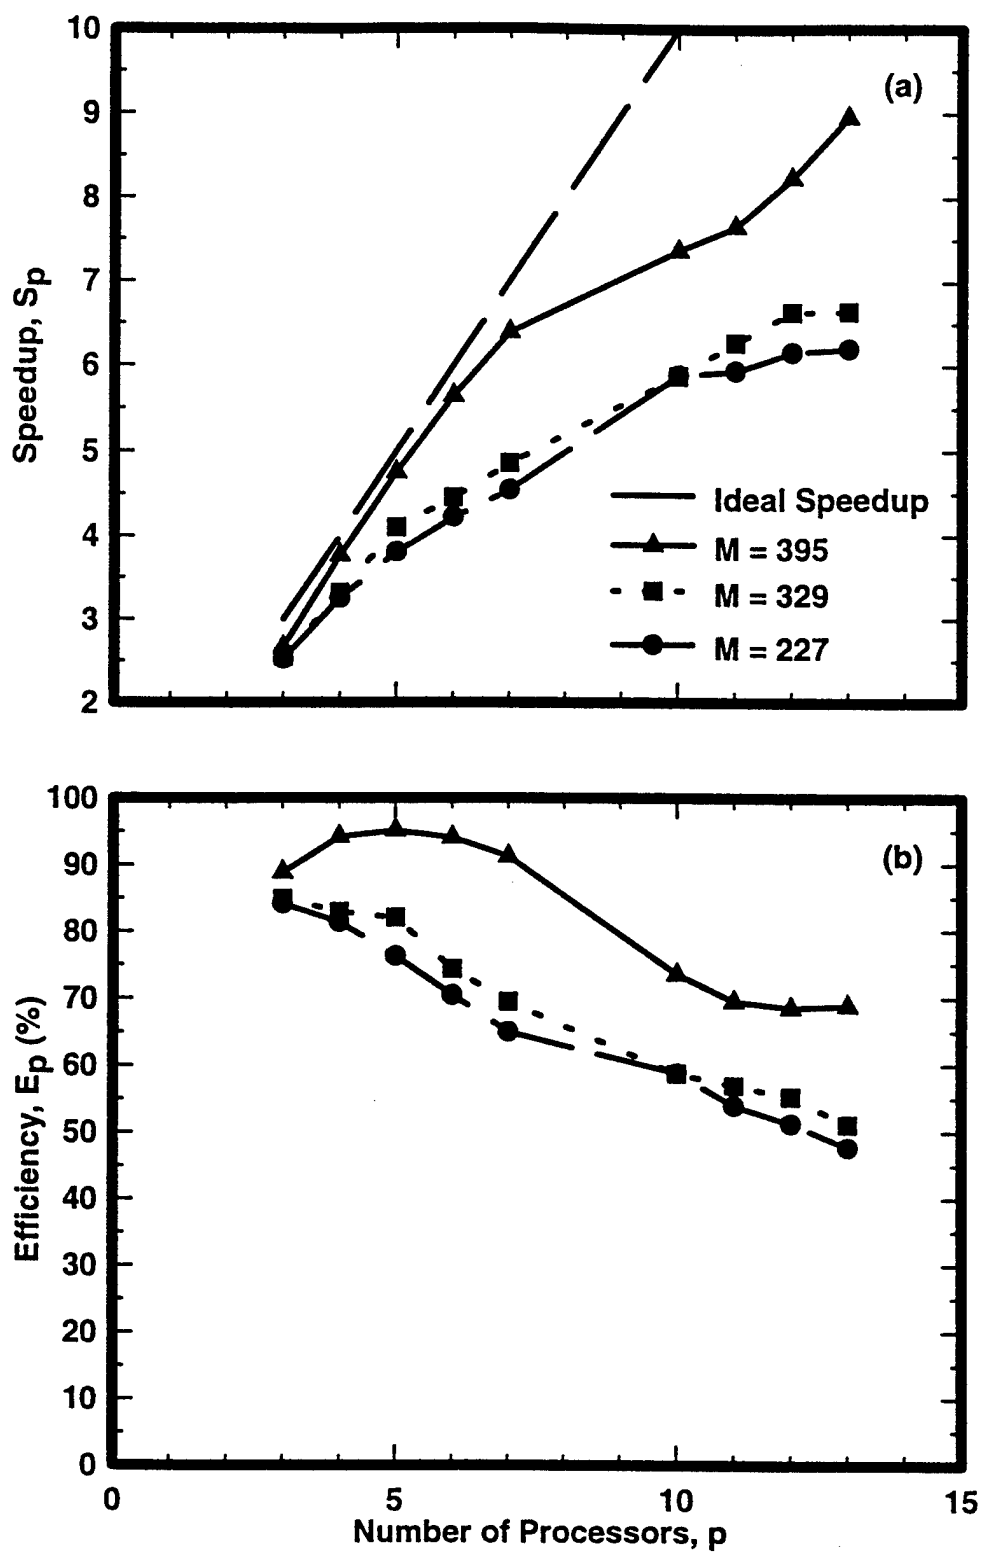 10
(a)
9
8
7
6
5
4
3
2
Speedup, Sp
Ideal Speedup
M = 395
M = 329
M = 227
100
(b)
90
80
70
60
50
40
30
20
10
0
Efficiency, Ep (%)
0 5 10 15
Number of Processors, p